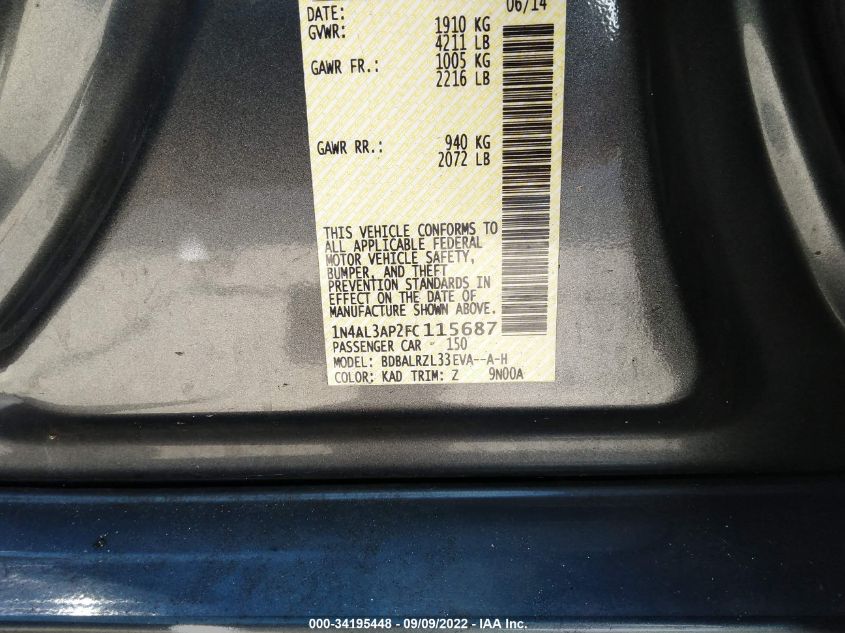 DATE: 06/14
GVWR: 1910 KG
4211 LB
GAWR FR.: 1005 KG
2216 LB
GAWR RR.: 940 KG
2072 LB
THIS VEHICLE CONFORMS TO
ALL APPLICABLE FEDERAL
MOTOR VEHICLE SAFETY,
BUMPER, AND THEFT
PREVENTION STANDARDS IN
EFFECT ON THE DATE OF
MANUFACTURE SHOWN ABOVE.
1N4AL3AP2FC115687
PASSENGER CAR 150
MODEL: BDBALRZL33EVA--A-H
COLOR: KAD TRIM: Z 9N00A
000-34195448 - 09/09/2022 - IAA Inc.